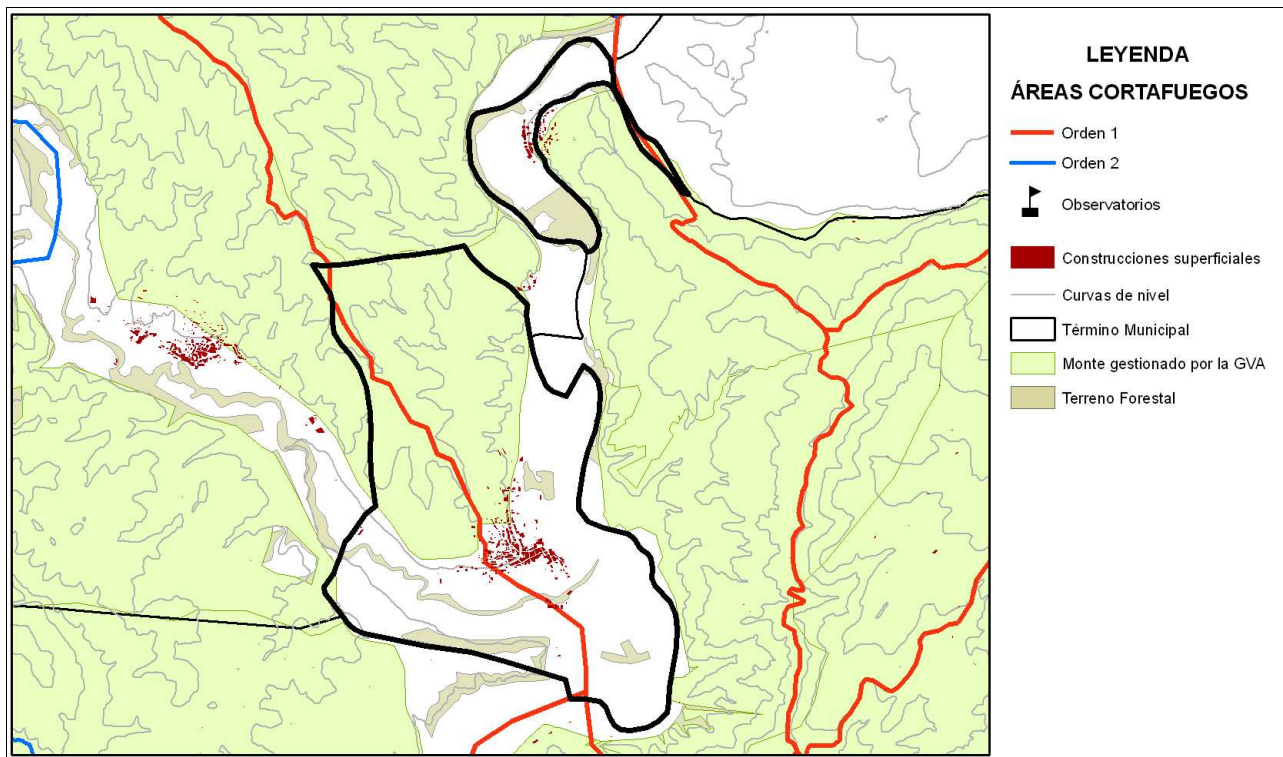 LEYENDA
ÁREAS CORTAFUEGOS
Orden 1
Orden 2
Observatorios
Construcciones superficiales
Curvas de nivel
Término Municipal
Monte gestionado por la GVA
Terreno Forestal